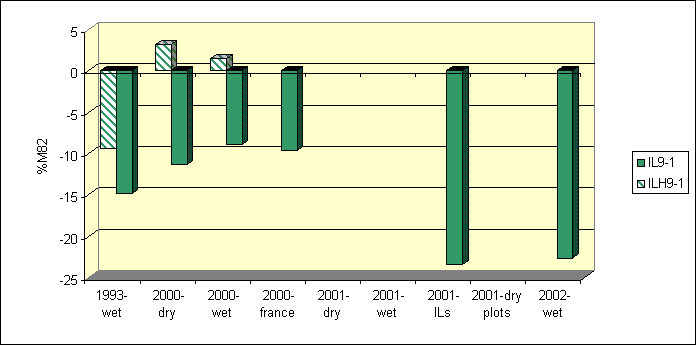 5
0
-5
-10
-15
-20
-25
%M82
1993-
wet
2000-
dry
2000-
wet
2000-
france
2001-
dry
2001-
wet
2001-
ILs
2001-dry
plots
2002-
wet
IL9-1
ILH9-1